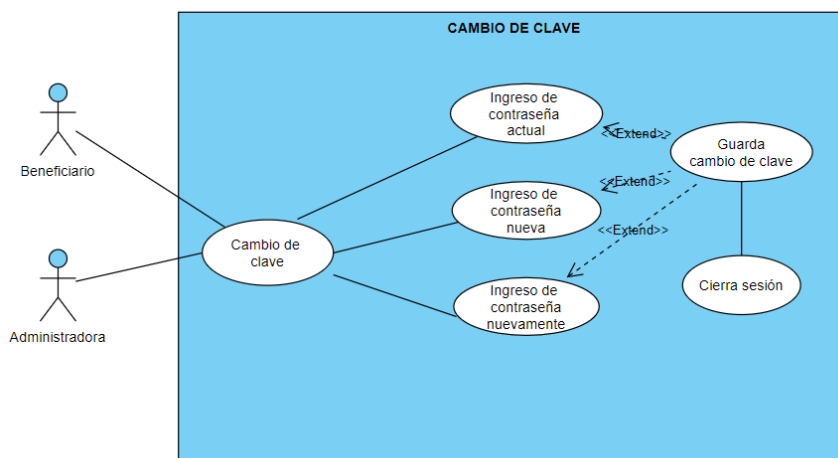 CAMBIO DE CLAVE
Beneficiario
Administradora
Cambio de
clave
Ingreso de
contraseña
actual
Ingreso de
contraseña
nueva
Ingreso de
contraseña
nuevamente
<<Extend>>
<<Extend>>
<<Extend>>
Guarda
cambio de clave
Cierra sesión